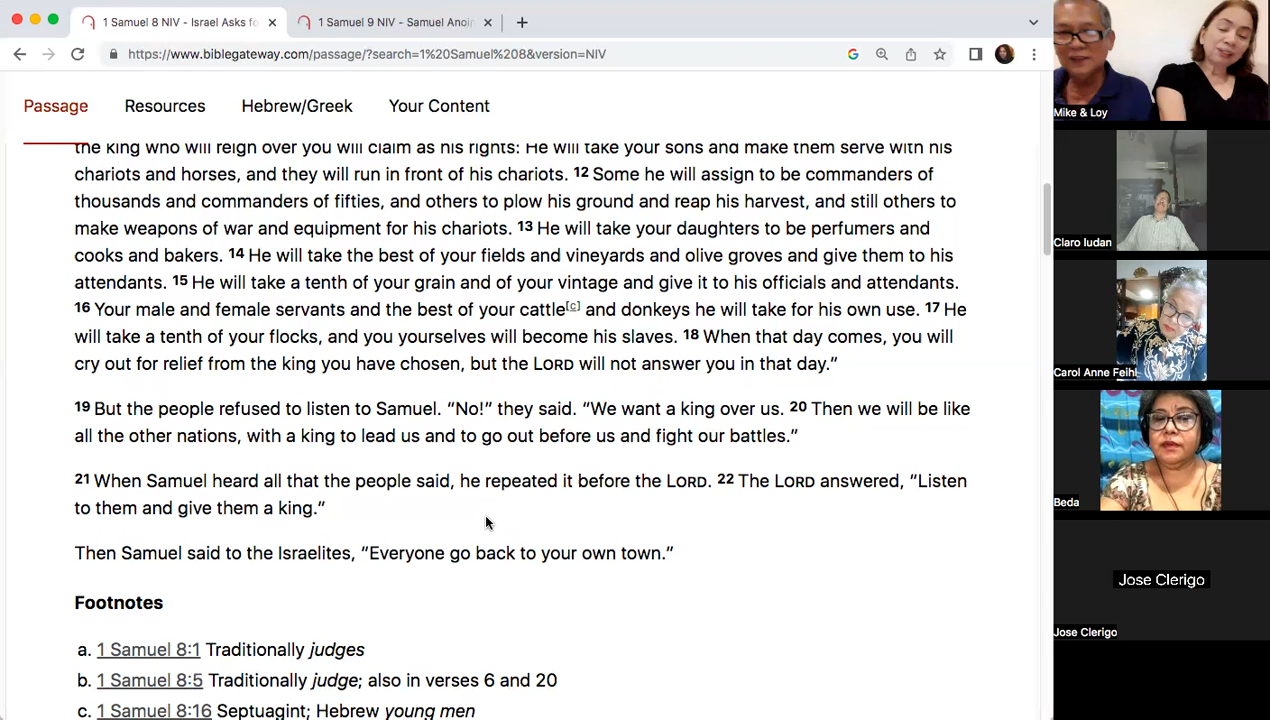 1 Samuel 8 NIV - Israel Asks fo
1 Samuel 9 NIV - Samuel Anoin
https://www.biblegateway.com/passage/?search=1%20Samuel%208&version=NIV
Passage Resources Hebrew/Greek Your Content
the king who will reign over you will claim as his rights: He will take your sons and make them serve with his
chariots and horses, and they will run in front of his chariots. 12 Some he will assign to be commanders of
thousands and commanders of fifties, and others to plow his ground and reap his harvest, and still others to
make weapons of war and equipment for his chariots. 13 He will take your daughters to be perfumers and
cooks and bakers. 14 He will take the best of your fields and vineyards and olive groves and give them to his
attendants. 15 He will take a tenth of your grain and of your vintage and give it to his officials and attendants.
16 Your male and female servants and the best of your cattle[c] and donkeys he will take for his own use. 17 He
will take a tenth of your flocks, and you yourselves will become his slaves. 18 When that day comes, you will
cry out for relief from the king you have chosen, but the LORD will not answer you in that day.”
19 But the people refused to listen to Samuel. “No!” they said. “We want a king over us. 20 Then we will be like
all the other nations, with a king to lead us and to go out before us and fight our battles.”
21 When Samuel heard all that the people said, he repeated it before the LORD. 22 The LORD answered, “Listen
to them and give them a king.”
Then Samuel said to the Israelites, “Everyone go back to your own town.”
Footnotes
a. 1 Samuel 8:1 Traditionally judges
b. 1 Samuel 8:5 Traditionally judge; also in verses 6 and 20
c. 1 Samuel 8:16 Septuagint; Hebrew young men
Mike & Loy
Claro Iudan
Carol Anne Feihl
Beda
Jose Clerigo
Jose Clerigo